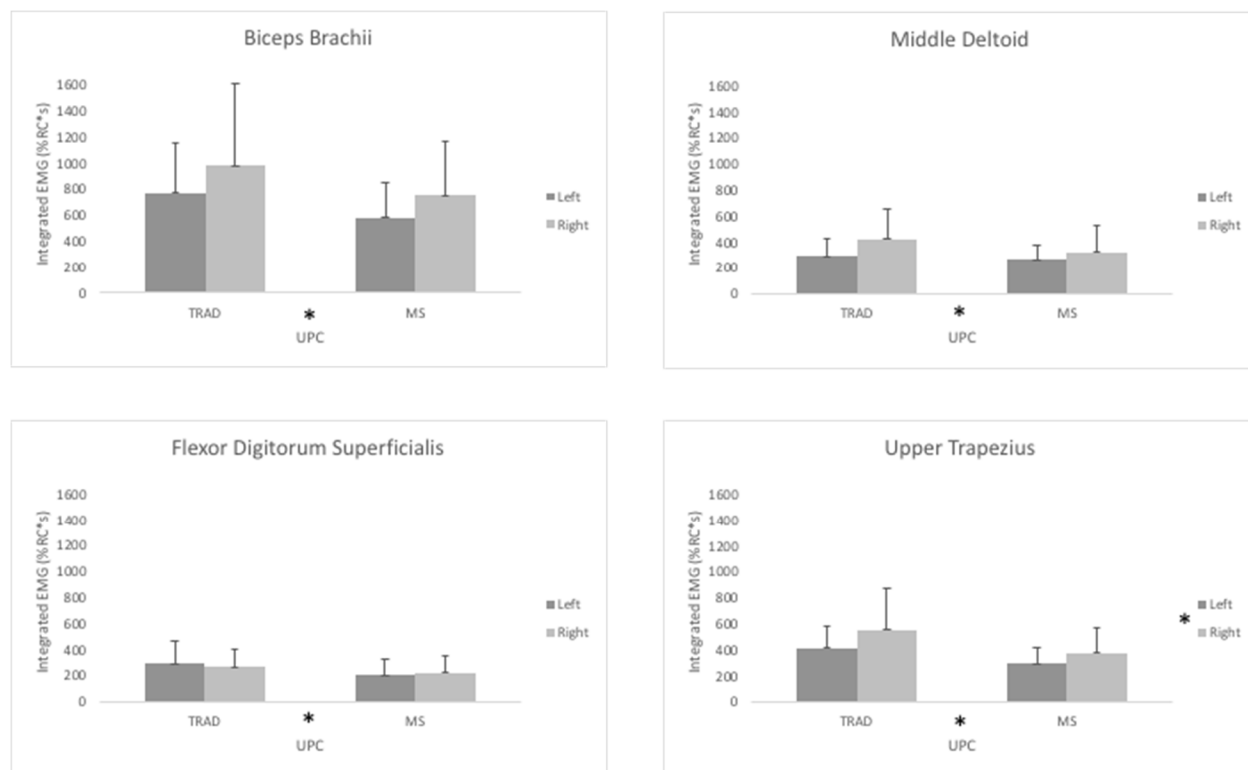 Biceps Brachii
Integrated EMG (%RC*s)
1600
1400
1200
1000
800
600
400
200
0
TRAD * MS
UPC
Left
Right
Middle Deltoid
Integrated EMG (%RC*s)
1600
1400
1200
1000
800
600
400
200
0
TRAD * MS
UPC
Left
Right
Flexor Digitorum Superficialis
Integrated EMG (%RC*s)
1600
1400
1200
1000
800
600
400
200
0
TRAD * MS
UPC
Left
Right
Upper Trapezius
Integrated EMG (%RC*s)
1600
1400
1200
1000
800
600
400
200
0
TRAD * MS
UPC
Left
*
Right